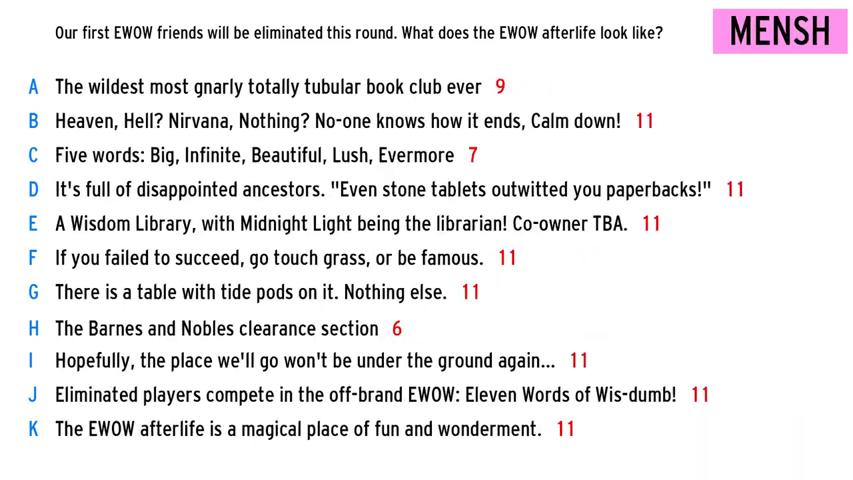 Our first EWOW friends will be eliminated this round. What does the EWOW afterlife look like?
MENSH
A The wildest most gnarly totally tubular book club ever 9
B Heaven, Hell? Nirvana, Nothing? No-one knows how it ends, Calm down! 11
C Five words: Big, Infinite, Beautiful, Lush, Evermore 7
D It's full of disappointed ancestors. "Even stone tablets outwitted you paperbacks!" 11
E A Wisdom Library, with Midnight Light being the librarian! Co-owner TBA. 11
F If you failed to succeed, go touch grass, or be famous. 11
G There is a table with tide pods on it. Nothing else. 11
H The Barnes and Nobles clearance section 6
I Hopefully, the place we'll go won't be under the ground again... 11
J Eliminated players compete in the off-brand EWOW: Eleven Words of Wis-dumb! 11
K The EWOW afterlife is a magical place of fun and wonderment. 11